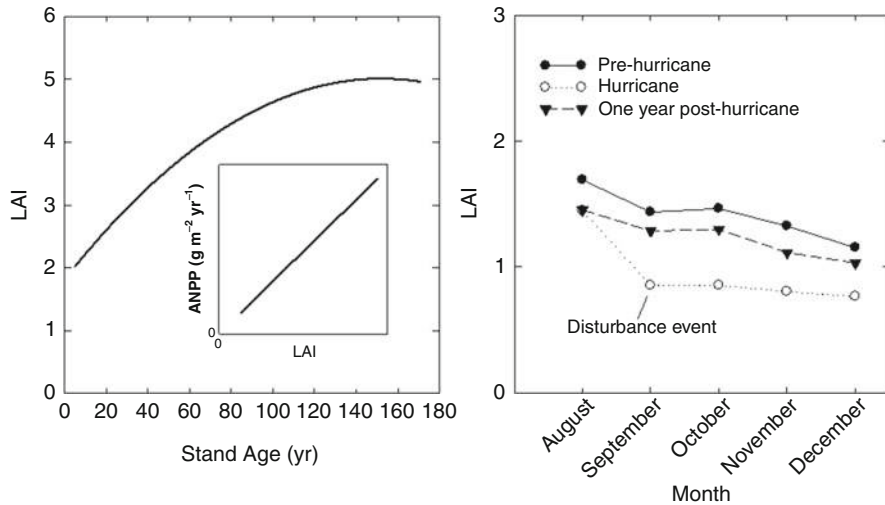 6
5
4
3
2
1
0
LAI
0 20 40 60 80 100 120 140 160 180
Stand Age (yr)
ANPP (g m⁻² yr⁻¹)
0
0
LAI
3
2
1
0
LAI
Pre-hurricane
Hurricane
One year post-hurricane
Disturbance event
August
September
October
November
December
Month